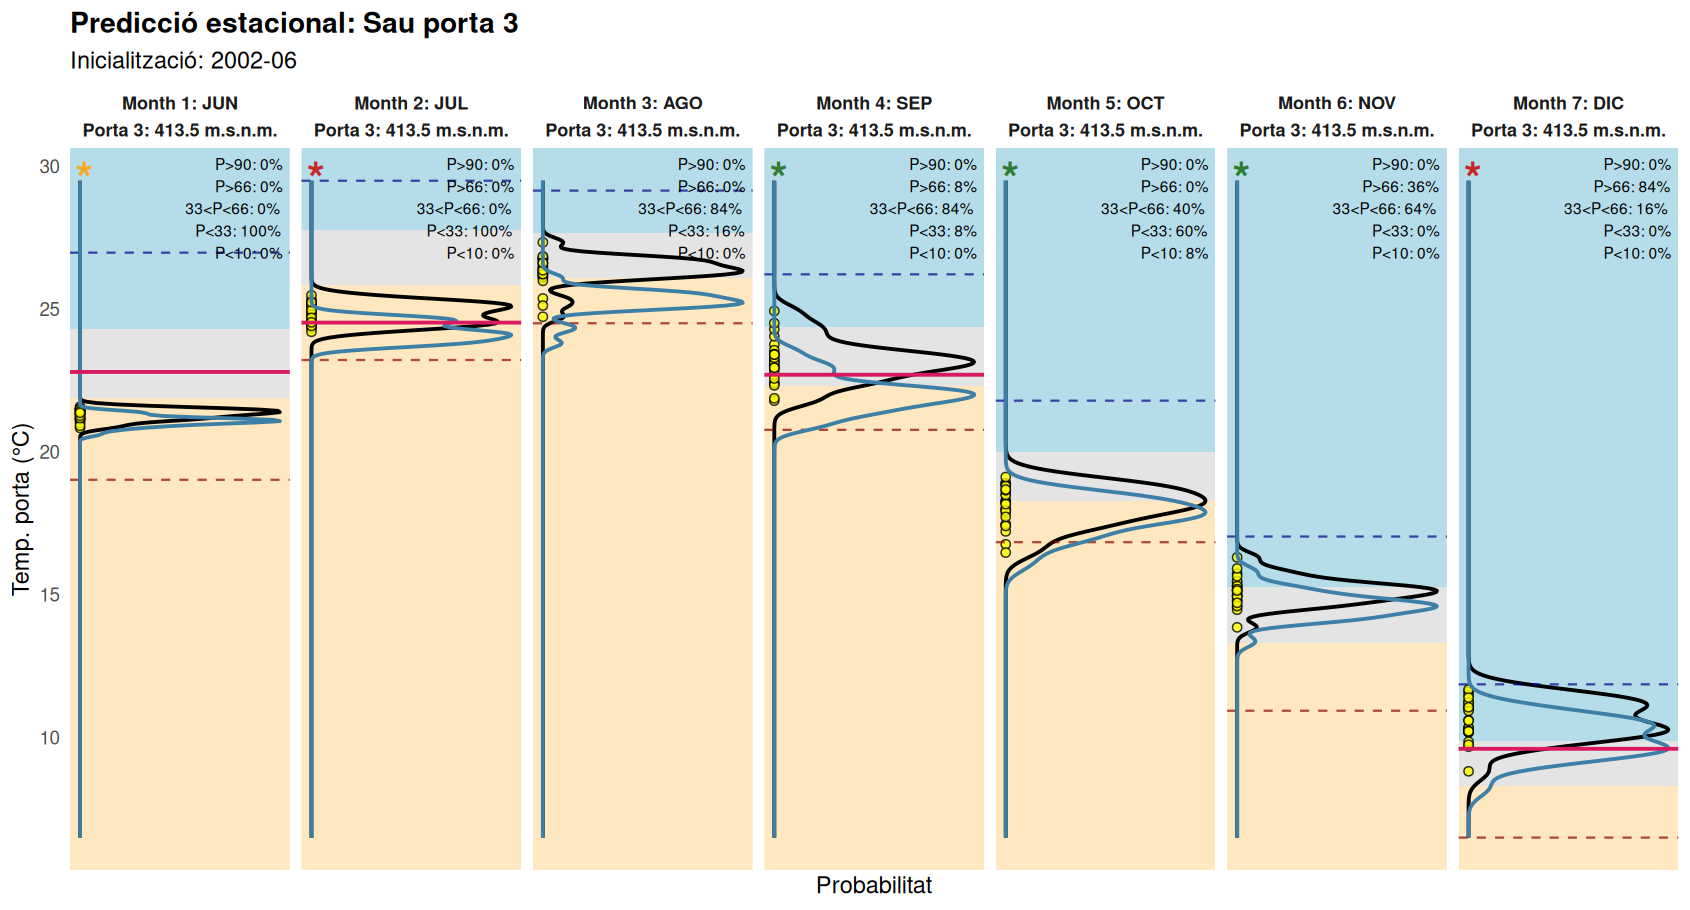 Predicció estacional: Sau porta 3
Inicialització: 2002-06
Month 1: JUN
Porta 3: 413.5 m.s.n.m.
Month 2: JUL
Porta 3: 413.5 m.s.n.m.
Month 3: AGO
Porta 3: 413.5 m.s.n.m.
Month 4: SEP
Porta 3: 413.5 m.s.n.m.
Month 5: OCT
Porta 3: 413.5 m.s.n.m.
Month 6: NOV
Porta 3: 413.5 m.s.n.m.
Month 7: DIC
Porta 3: 413.5 m.s.n.m.
Temp. porta (°C)
30
25
20
15
10
*
P>90: 0%
P>66: 0%
33<P<66: 0%
P<33: 100%
P<10: 0%
*
P>90: 0%
P>66: 0%
33<P<66: 0%
P<33: 100%
P<10: 0%
P>90: 0%
P>66: 0%
33<P<66: 84%
P<33: 16%
P<10: 0%
*
P>90: 0%
P>66: 8%
33<P<66: 84%
P<33: 8%
P<10: 0%
*
P>90: 0%
P>66: 0%
33<P<66: 40%
P<33: 60%
P<10: 8%
*
P>90: 0%
P>66: 36%
33<P<66: 64%
P<33: 0%
P<10: 0%
*
P>90: 0%
P>66: 84%
33<P<66: 16%
P<33: 0%
P<10: 0%
Probabilitat